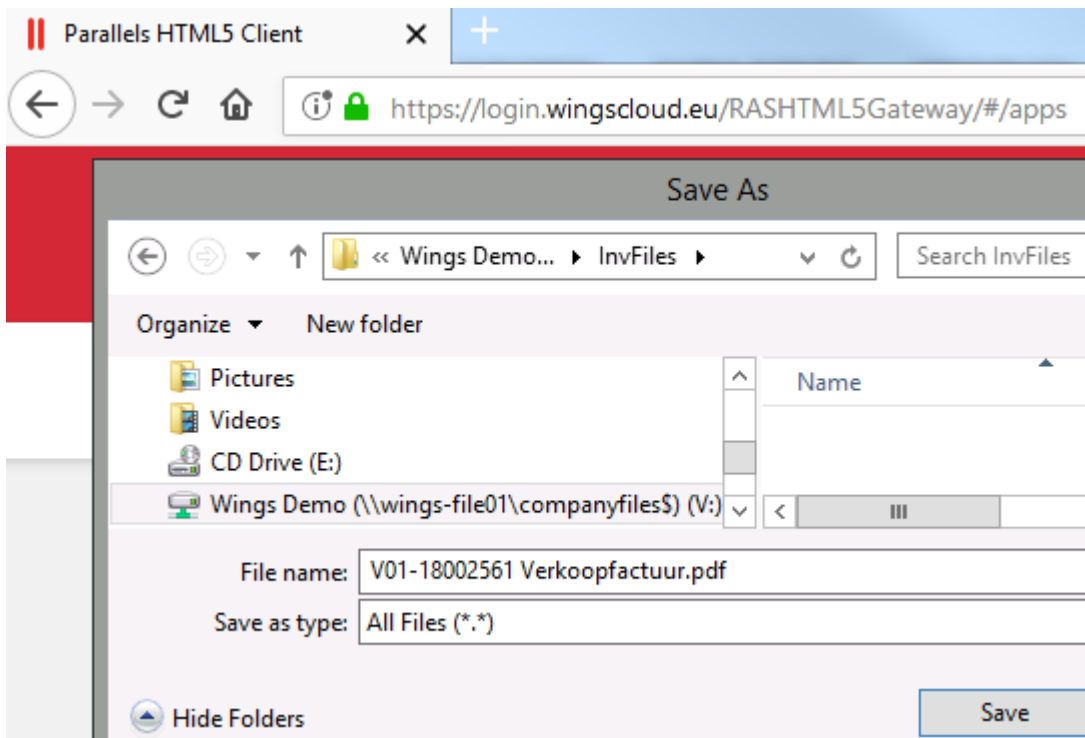 Parallels HTML5 Client
https://login.wingscloud.eu/RASHTML5Gateway/#/apps
Save As
« Wings Demo... InvFiles
Search InvFiles
Organize
New folder
Pictures
Videos
CD Drive (E:)
Wings Demo (\\wings-file01\companyfiles$) (V:)
Name
File name: V01-18002561 Verkoopfactuur.pdf
Save as type: All Files (*.*)
Hide Folders
Save